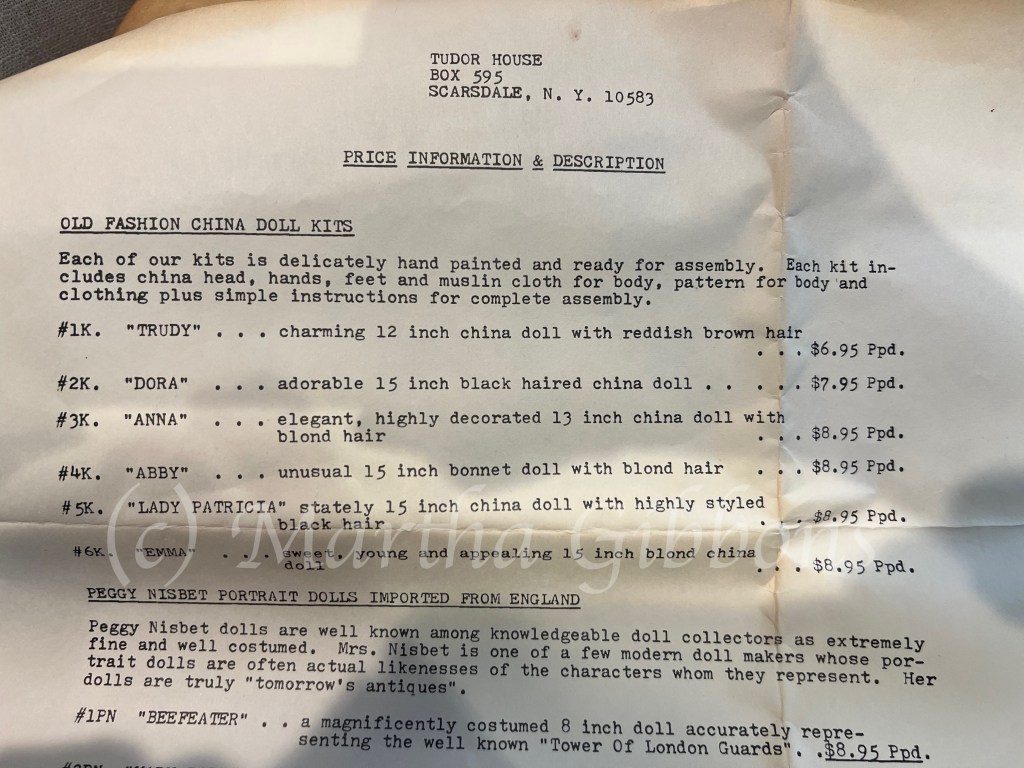 TUDOR HOUSE
BOX 595
SCARSDALE, N. Y. 10583
PRICE INFORMATION & DESCRIPTION
OLD FASHION CHINA DOLL KITS
Each of our kits is delicately hand painted and ready for assembly. Each kit in-
cludes china head, hands, feet and muslin cloth for body, pattern for body and
clothing plus simple instructions for complete assembly.
#1K. "TRUDY" . . . charming 12 inch china doll with reddish brown hair
. . . $6.95 Ppd.
#2K. "DORA" . . . adorable 15 inch black haired china doll . . . . . $7.95 Ppd.
#3K. "ANNA" . . . elegant, highly decorated 13 inch china doll with
blond hair . . . $8.95 Ppd.
#4K. "ABBY" . . . unusual 15 inch bonnet doll with blond hair . . . $8.95 Ppd.
#5K. "LADY PATRICIA" stately 15 inch china doll with highly styled
black hair . . . $8.95 Ppd.
#6K. "EMMA" . . . sweet, young and appealing 15 inch blond china
doll . . . $8.95 Ppd.
(c) Martha Gibbons
PEGGY NISBET PORTRAIT DOLLS IMPORTED FROM ENGLAND
Peggy Nisbet dolls are well known among knowledgeable doll collectors as extremely
fine and well costumed. Mrs. Nisbet is one of a few modern doll makers whose por-
trait dolls are often actual likenesses of the characters whom they represent. Her
dolls are truly "tomorrow's antiques".
#1PN "BEEFEATER" . . a magnificently costumed 8 inch doll accurately repre-
senting the well known "Tower Of London Guards". . .$8.95 Ppd.